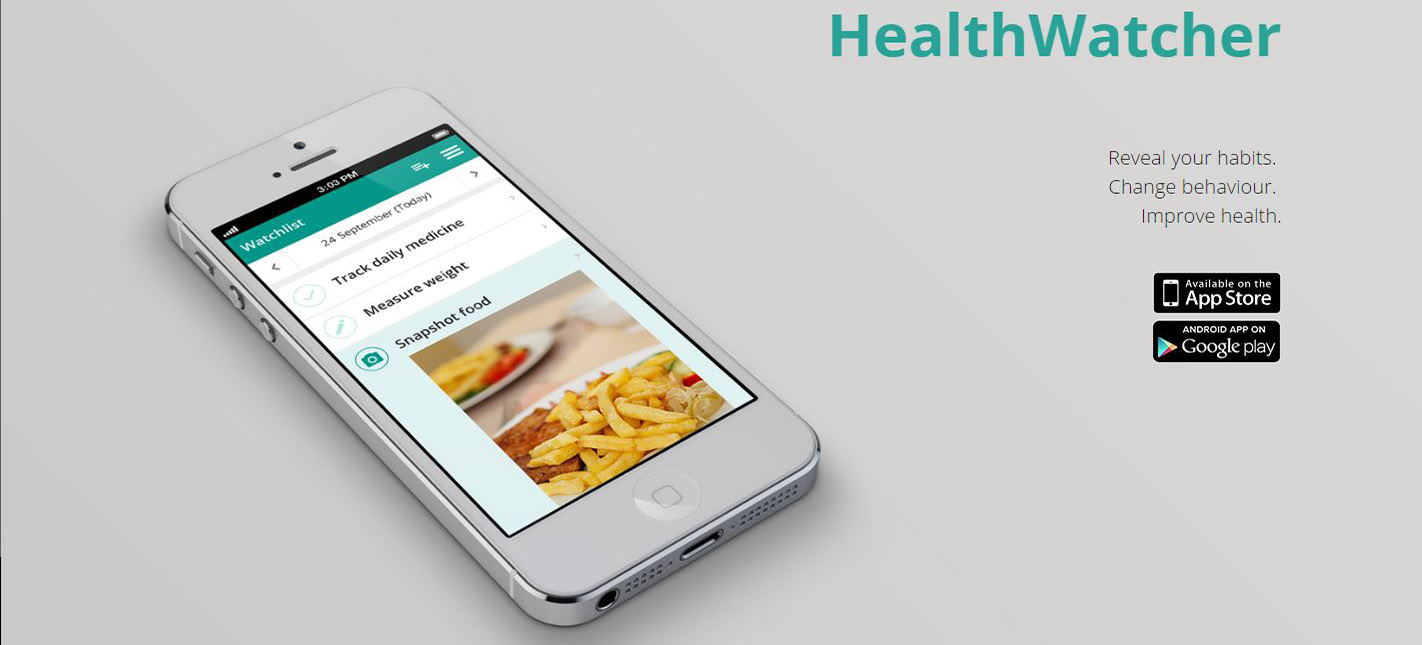 HealthWatcher
Reveal your habits.
Change behaviour.
Improve health.
Available on the
App Store
ANDROID APP ON
Google play
3:03 PM
Watchlist
24 September (Today)
Track daily medicine
Measure weight
Snapshot food